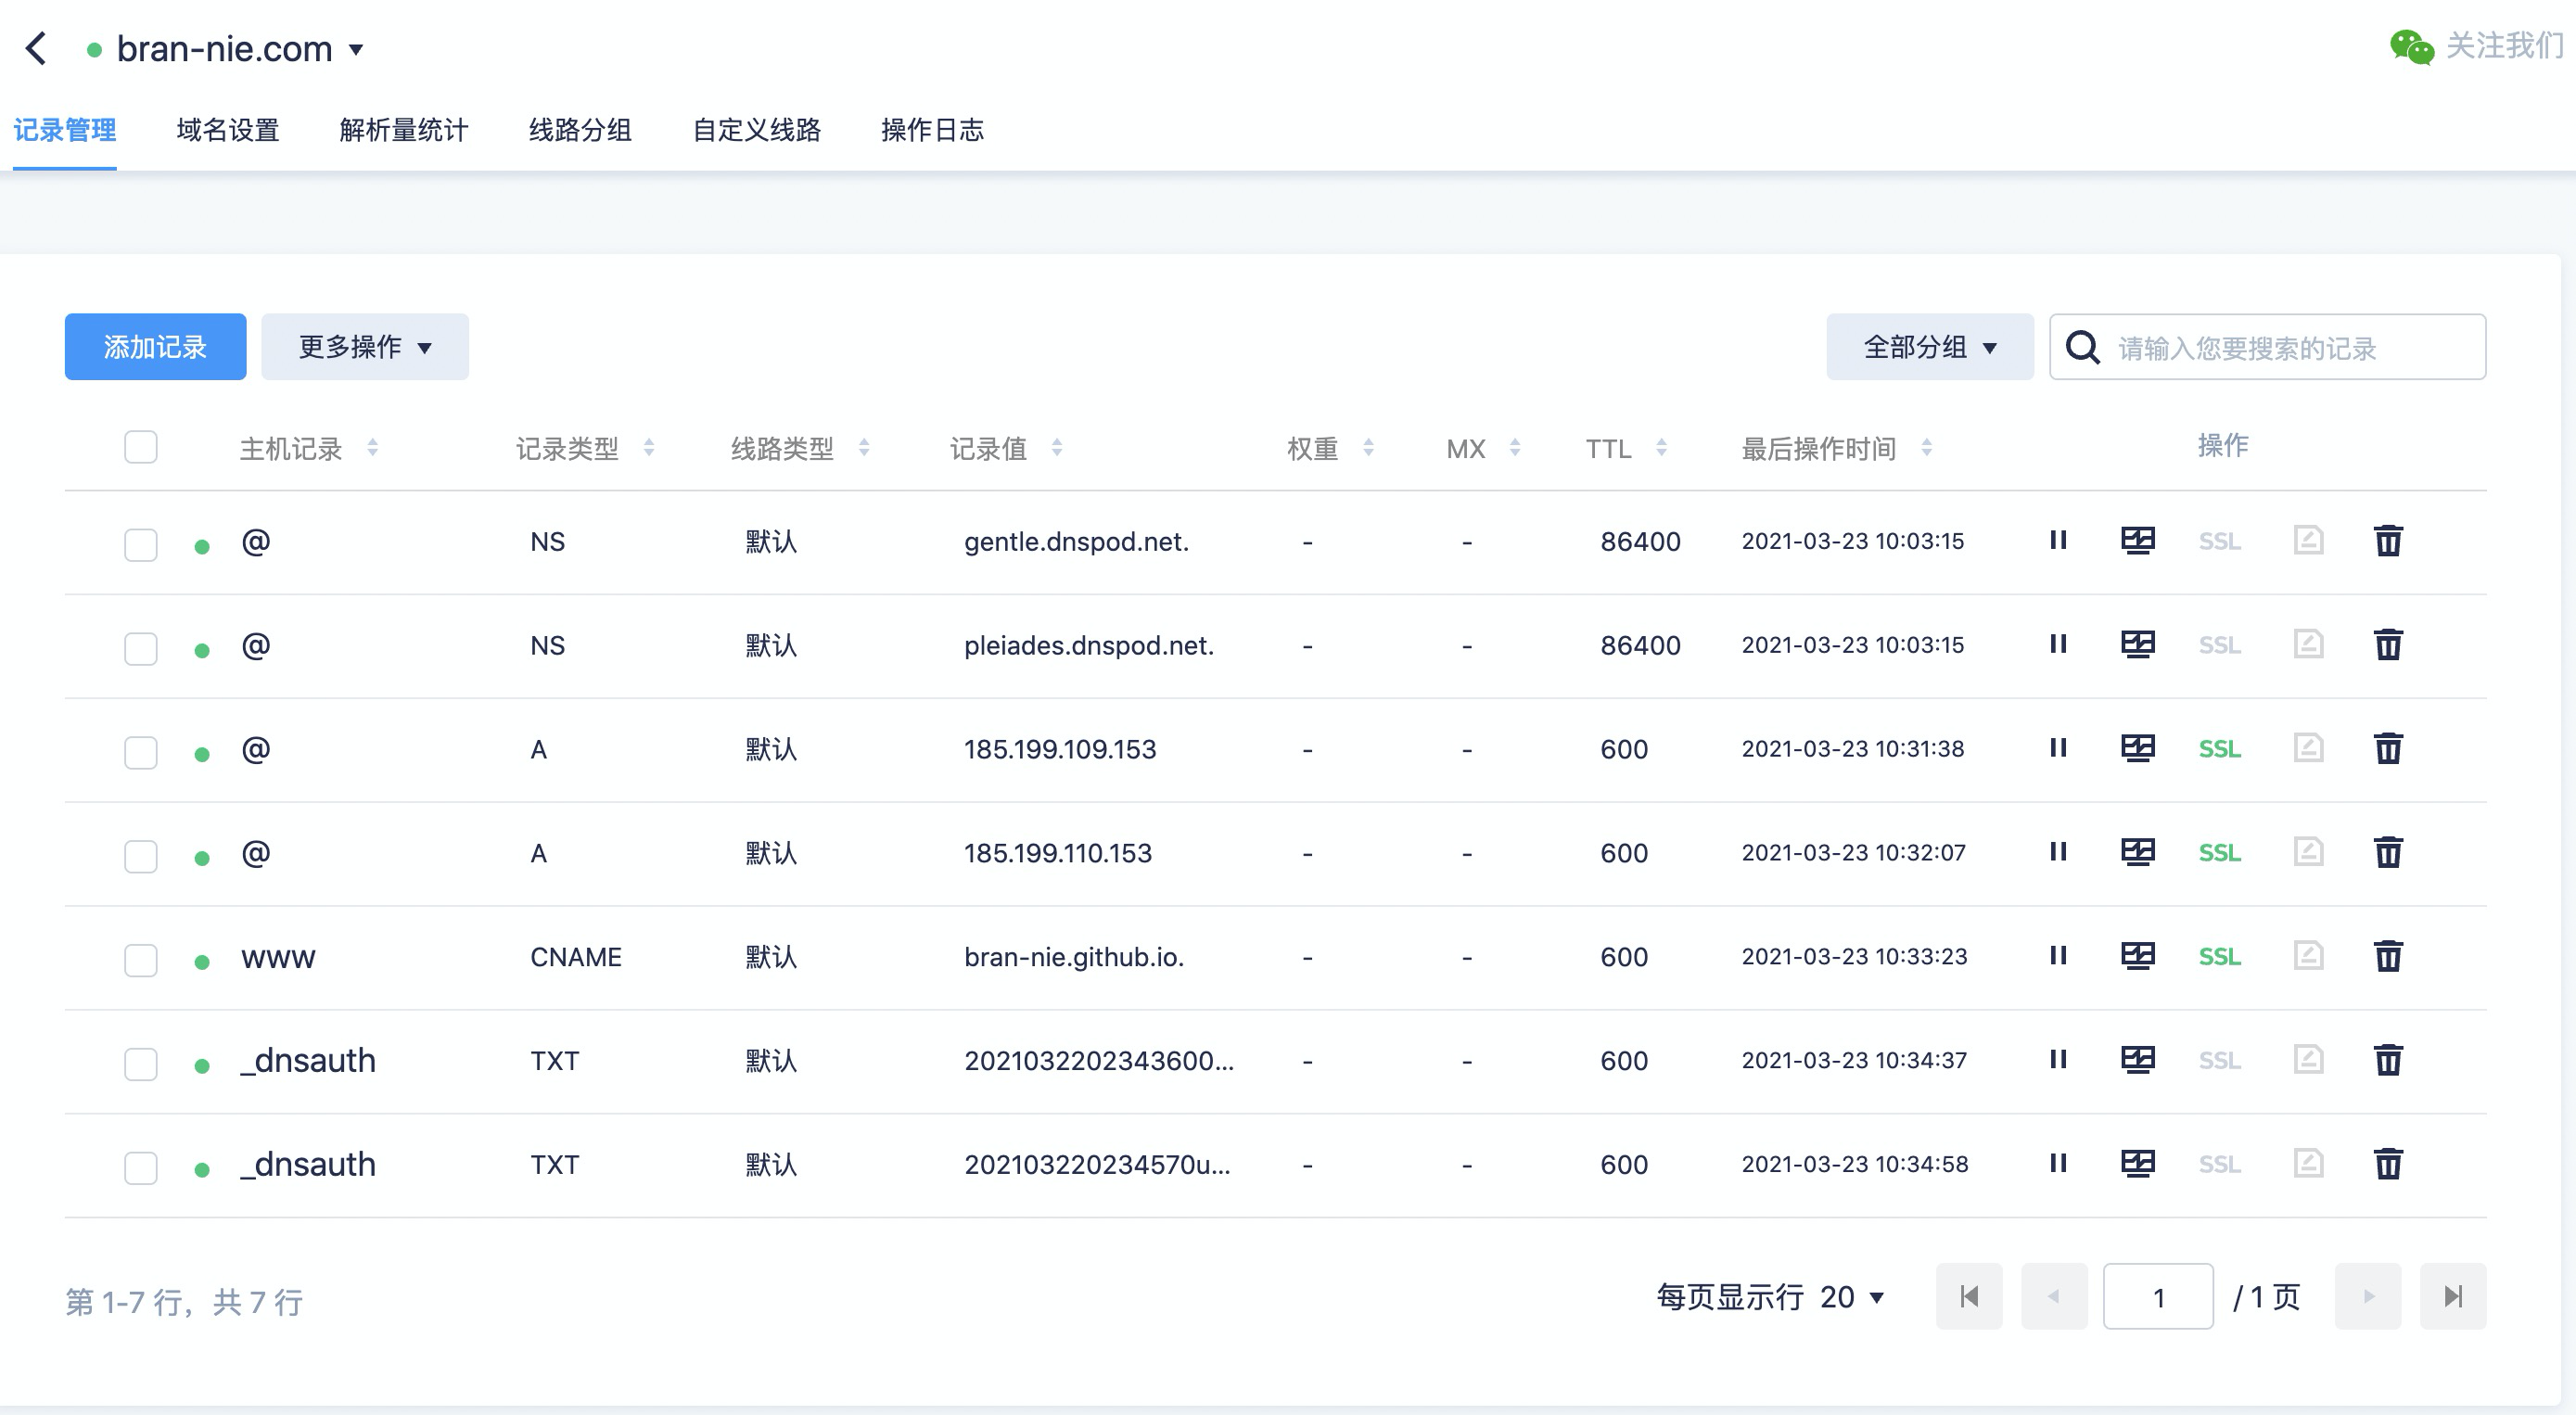 bran-nie.com
关注我们
记录管理 域名设置 解析量统计 线路分组 自定义线路 操作日志
添加记录 更多操作 全部分组 请输入您要搜索的记录
主机记录 记录类型 线路类型 记录值 权重 MX TTL 最后操作时间 操作
@ NS 默认 gentle.dnspod.net. - - 86400 2021-03-23 10:03:15 SSL
@ NS 默认 pleiades.dnspod.net. - - 86400 2021-03-23 10:03:15 SSL
@ A 默认 185.199.109.153 - - 600 2021-03-23 10:31:38 SSL
@ A 默认 185.199.110.153 - - 600 2021-03-23 10:32:07 SSL
www CNAME 默认 bran-nie.github.io. - - 600 2021-03-23 10:33:23 SSL
_dnsauth TXT 默认 2021032202343600... - - 600 2021-03-23 10:34:37 SSL
_dnsauth TXT 默认 202103220234570u... - - 600 2021-03-23 10:34:58 SSL
第 1-7 行，共 7 行 每页显示行 20 1 / 1 页